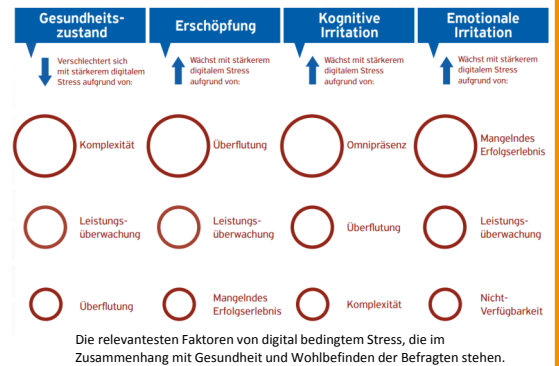 Gesundheits-
zustand
Erschöpfung
Kognitive
Irritation
Emotionale
Irritation
Verschlechtert sich
mit stärkerem digitalem
Stress aufgrund von:
Wächst mit stärkerem
digitalem Stress
aufgrund von:
Wächst mit stärkerem
digitalem Stress
aufgrund von:
Wächst mit stärkerem
digitalem Stress
aufgrund von:
Komplexität
Überflutung
Omnipräsenz
Mangelndes
Erfolgserlebnis
Leistungs-
überwachung
Leistungs-
überwachung
Überflutung
Leistungs-
überwachung
Überflutung
Mangelndes
Erfolgserlebnis
Komplexität
Nicht-
Verfügbarkeit
Die relevantesten Faktoren von digital bedingtem Stress, die im
Zusammenhang mit Gesundheit und Wohlbefinden der Befragten stehen.